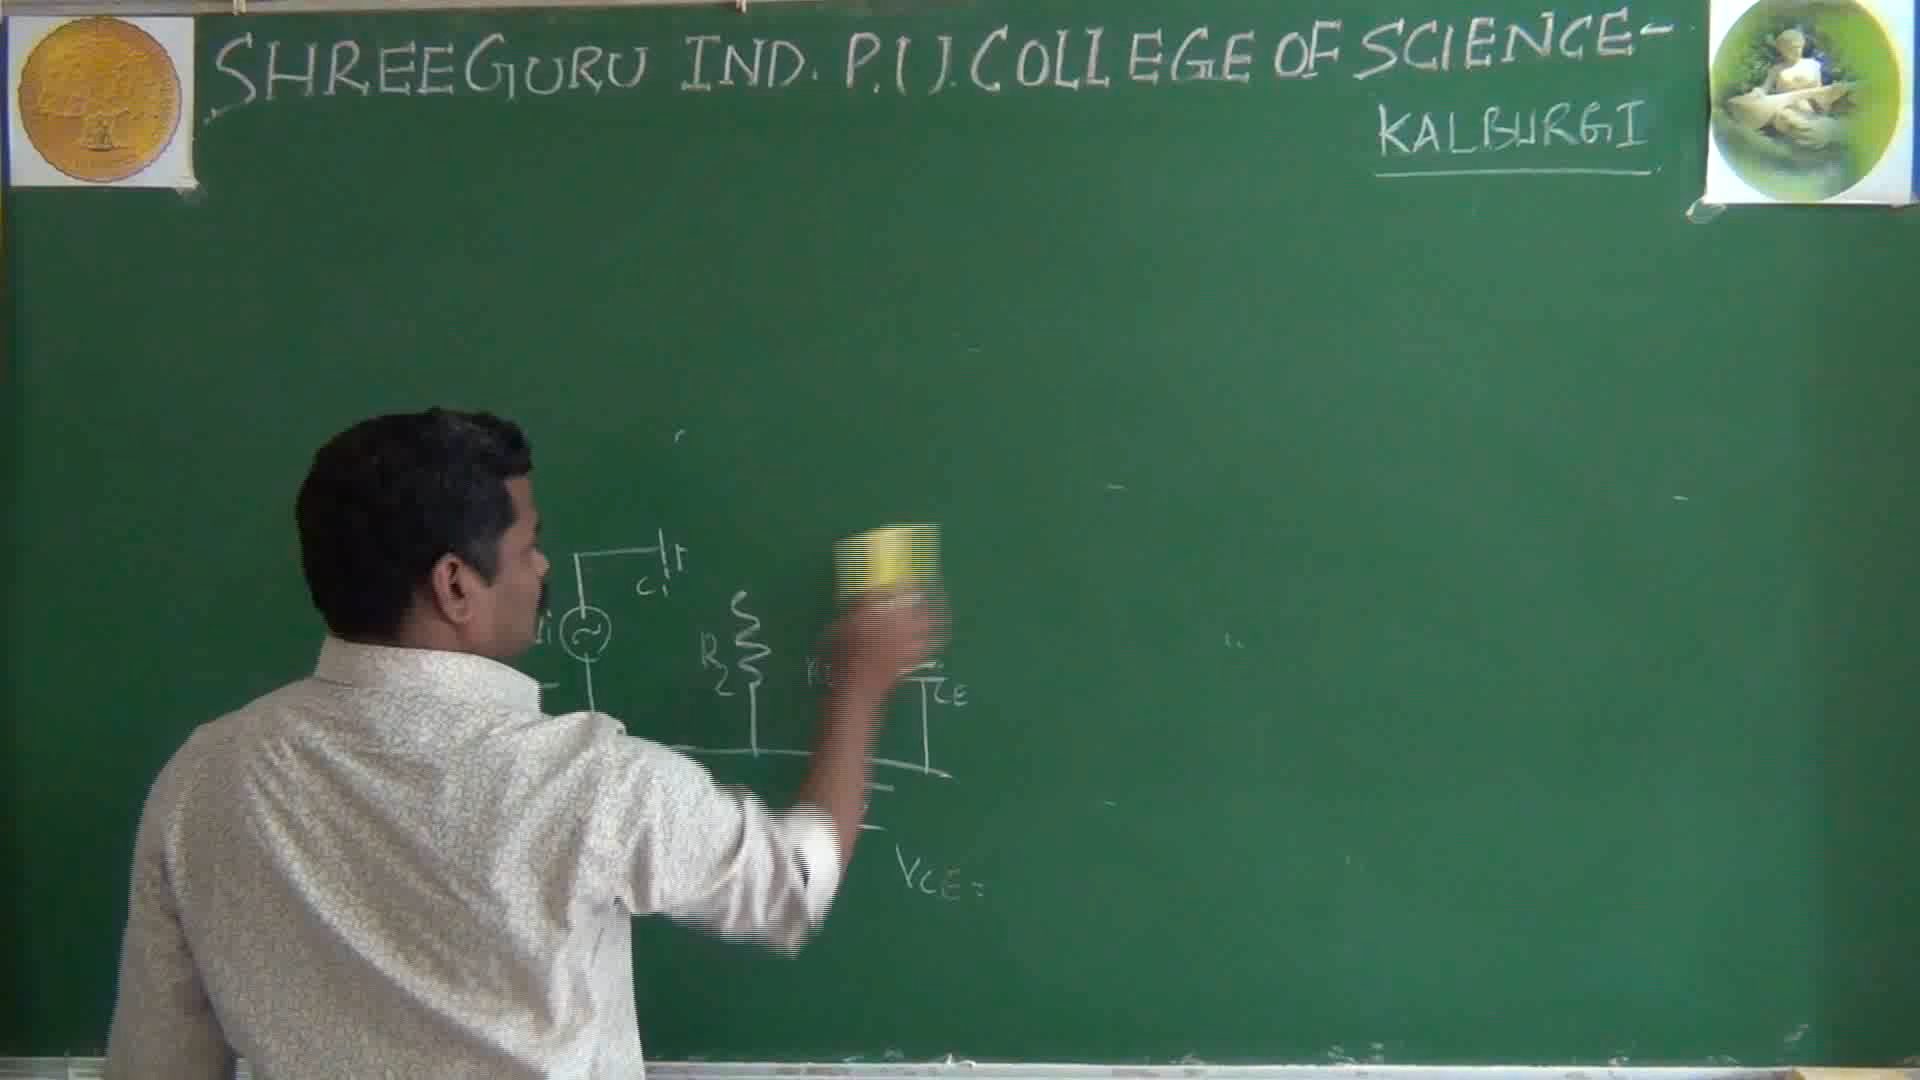 SHREEGURU IND. P.U.COLLEGE OF SCIENCE-
KALBURGI
C1
R2
CE
VCE=